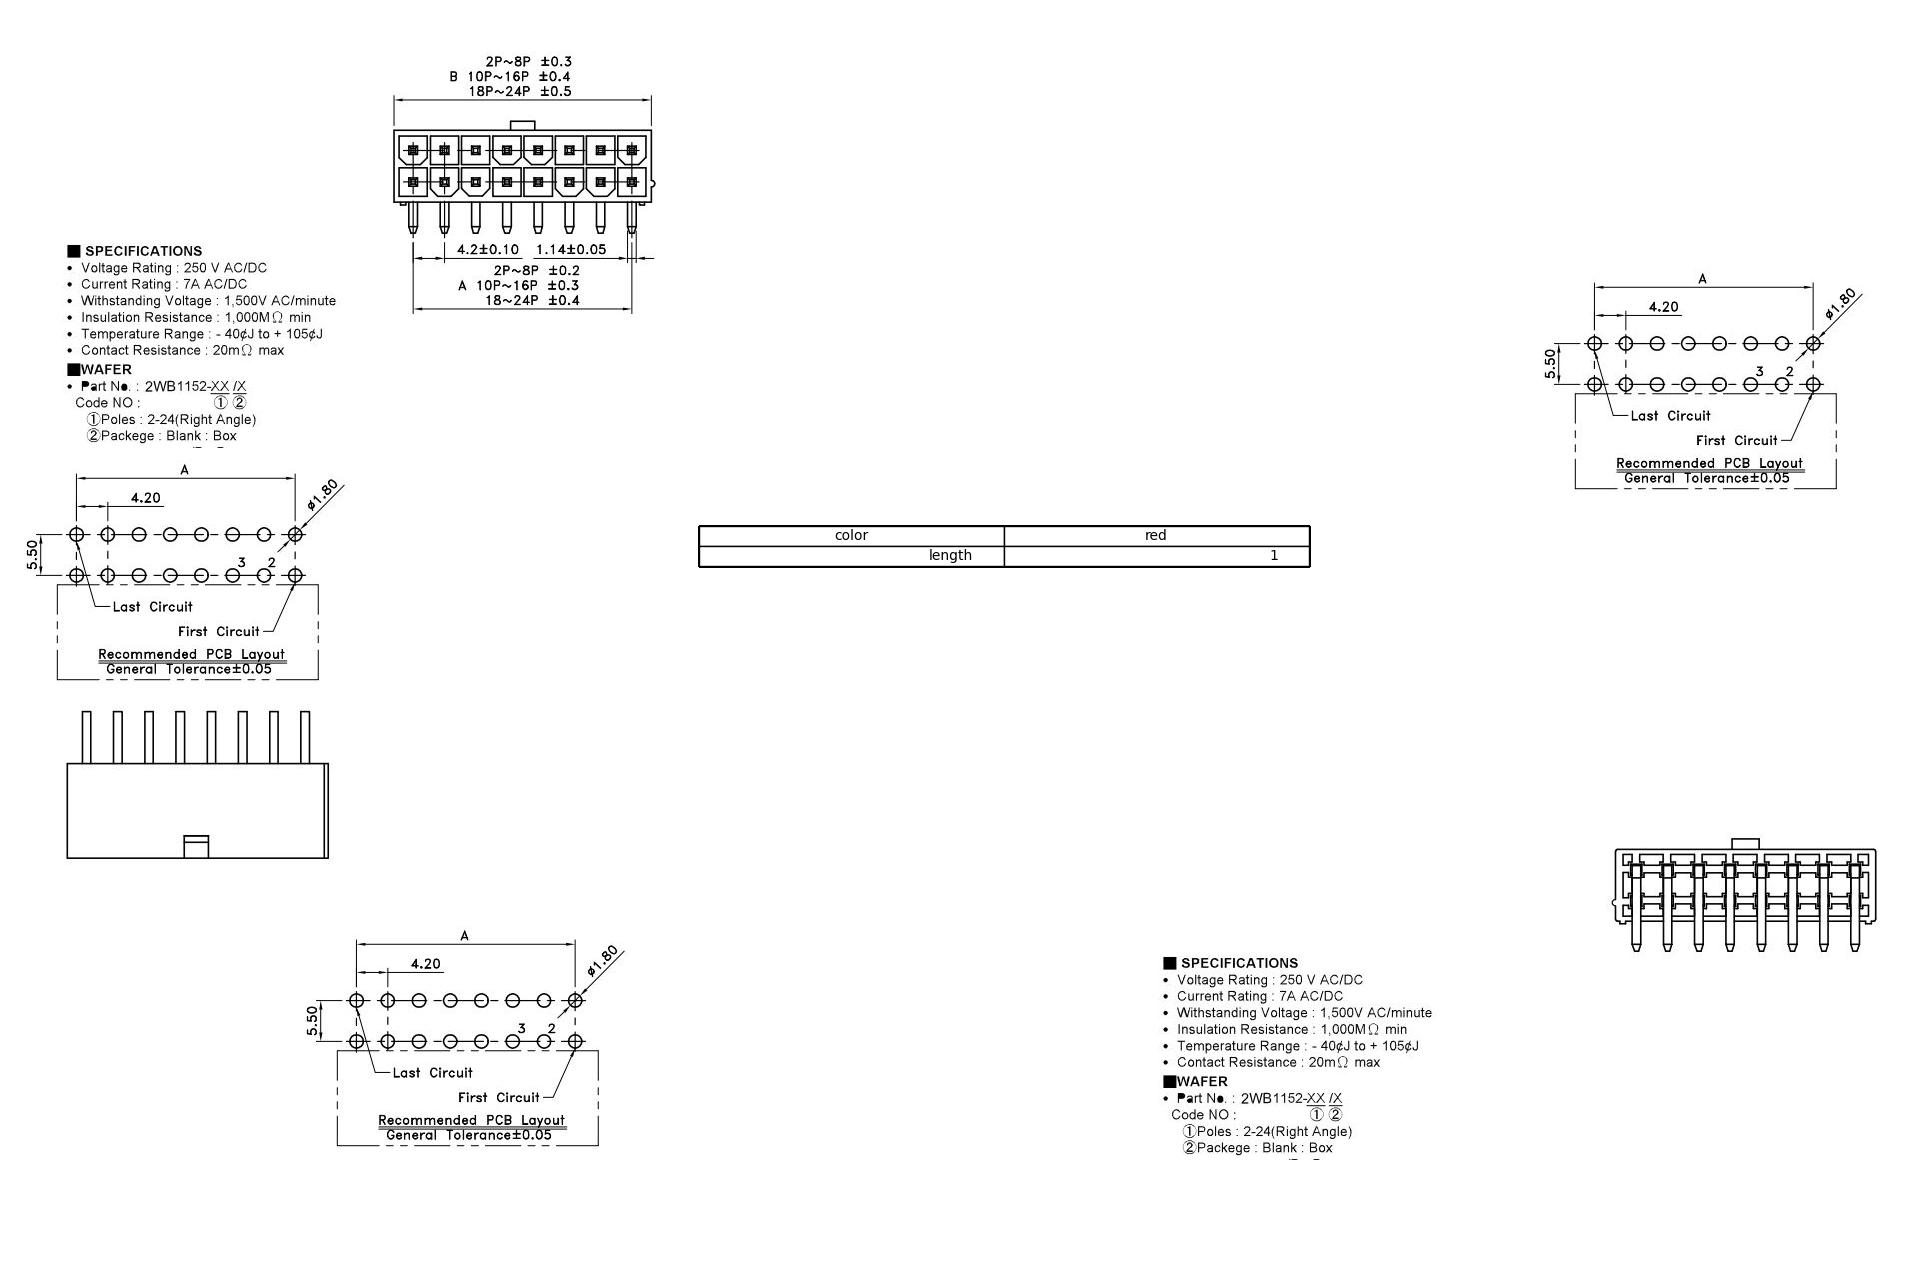 2P~8P ±0.3
B 10P~16P ±0.4
18P~24P ±0.5
4.2±0.10 1.14±0.05
2P~8P ±0.2
A 10P~16P ±0.3
18~24P ±0.4
■ SPECIFICATIONS
• Voltage Rating : 250 V AC/DC
• Current Rating : 7A AC/DC
• Withstanding Voltage : 1,500V AC/minute
• Insulation Resistance : 1,000MΩ min
• Temperature Range : - 40¢J to + 105¢J
• Contact Resistance : 20mΩ max
■WAFER
• Part No. : 2WB1152-XX /X
Code NO : ① ②
①Poles : 2-24(Right Angle)
②Packege : Blank : Box
A
4.20
ø1.80
5.50
3 2
Last Circuit
First Circuit
Recommended PCB Layout
General Tolerance±0.05
A
4.20
ø1.80
5.50
3 2
Last Circuit
First Circuit
Recommended PCB Layout
General Tolerance±0.05
color red
length 1
A
4.20
ø1.80
5.50
3 2
Last Circuit
First Circuit
Recommended PCB Layout
General Tolerance±0.05
■ SPECIFICATIONS
• Voltage Rating : 250 V AC/DC
• Current Rating : 7A AC/DC
• Withstanding Voltage : 1,500V AC/minute
• Insulation Resistance : 1,000MΩ min
• Temperature Range : - 40¢J to + 105¢J
• Contact Resistance : 20mΩ max
■WAFER
• Part No. : 2WB1152-XX /X
Code NO : ① ②
①Poles : 2-24(Right Angle)
②Packege : Blank : Box